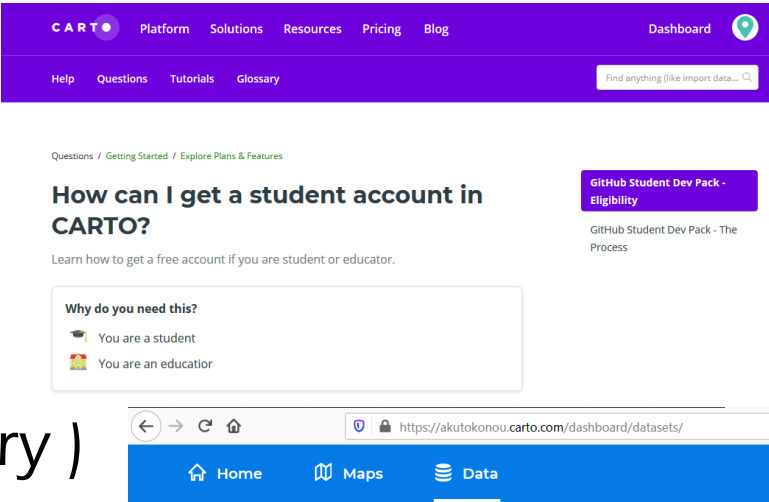 CARTO Platform Solutions Resources Pricing Blog Dashboard
Help Questions Tutorials Glossary Find anything (like import data...
Questions / Getting Started / Explore Plans & Features
How can I get a student account in
CARTO?
Learn how to get a free account if you are student or educator.
GitHub Student Dev Pack -
Eligibility
GitHub Student Dev Pack - The
Process
Why do you need this?
You are a student
You are an educatior
ry )
https://akutokonou.carto.com/dashboard/datasets/
Home Maps Data